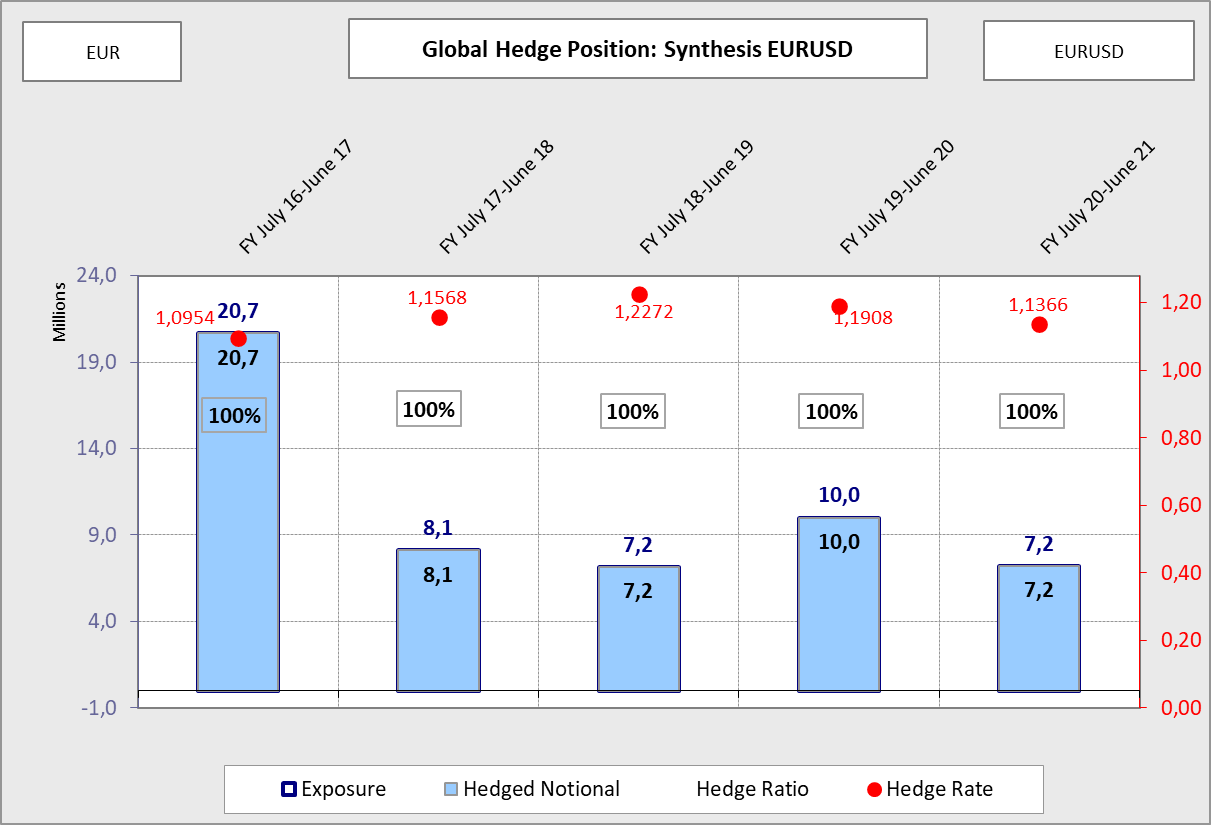 EUR
Global Hedge Position: Synthesis EURUSD
EURUSD
FY July 16-June 17
FY July 17-June 18
FY July 18-June 19
FY July 19-June 20
FY July 20-June 21
Millions
24,0
19,0
14,0
9,0
4,0
-1,0
1,0954
20,7
20,7
100%
1,1568
100%
8,1
8,1
1,2272
100%
7,2
7,2
1,1908
100%
10,0
10,0
1,1366
100%
7,2
7,2
1,20
1,00
0,80
0,60
0,40
0,20
0,00
Exposure
Hedged Notional
Hedge Ratio
Hedge Rate